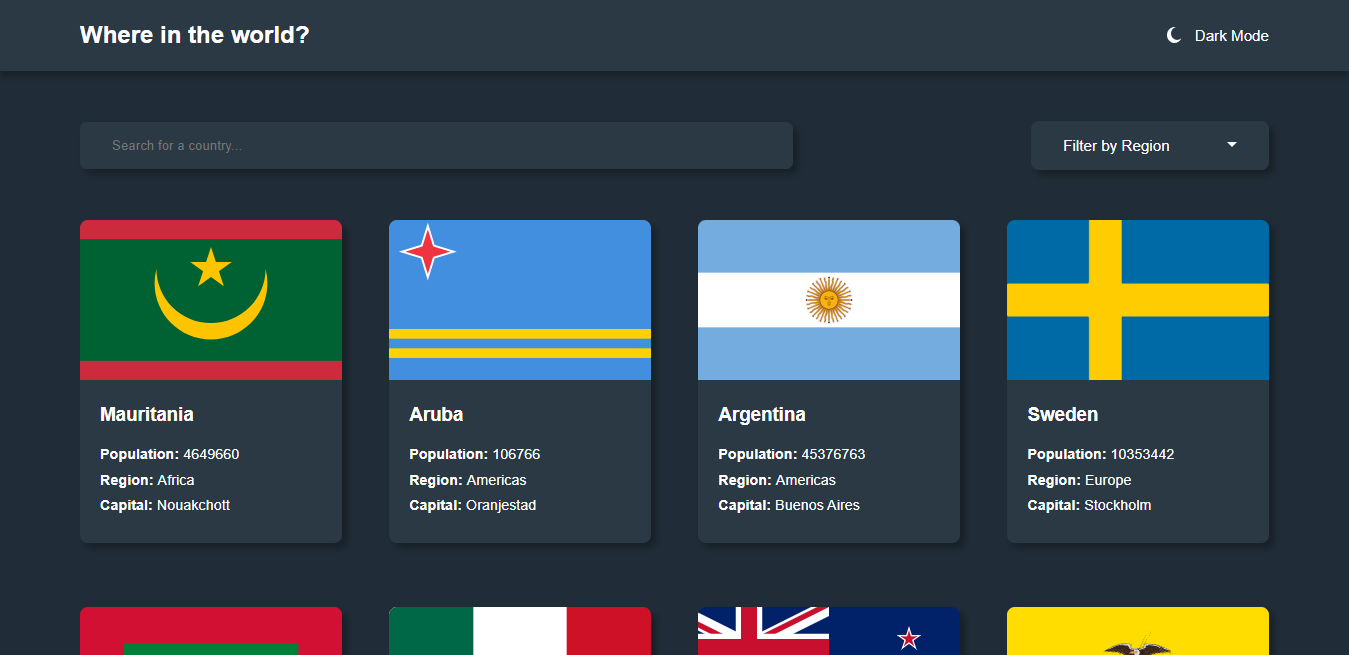 Where in the world?
Dark Mode
Search for a country...
Filter by Region
Mauritania
Population: 4649660
Region: Africa
Capital: Nouakchott
Aruba
Population: 106766
Region: Americas
Capital: Oranjestad
Argentina
Population: 45376763
Region: Americas
Capital: Buenos Aires
Sweden
Population: 10353442
Region: Europe
Capital: Stockholm